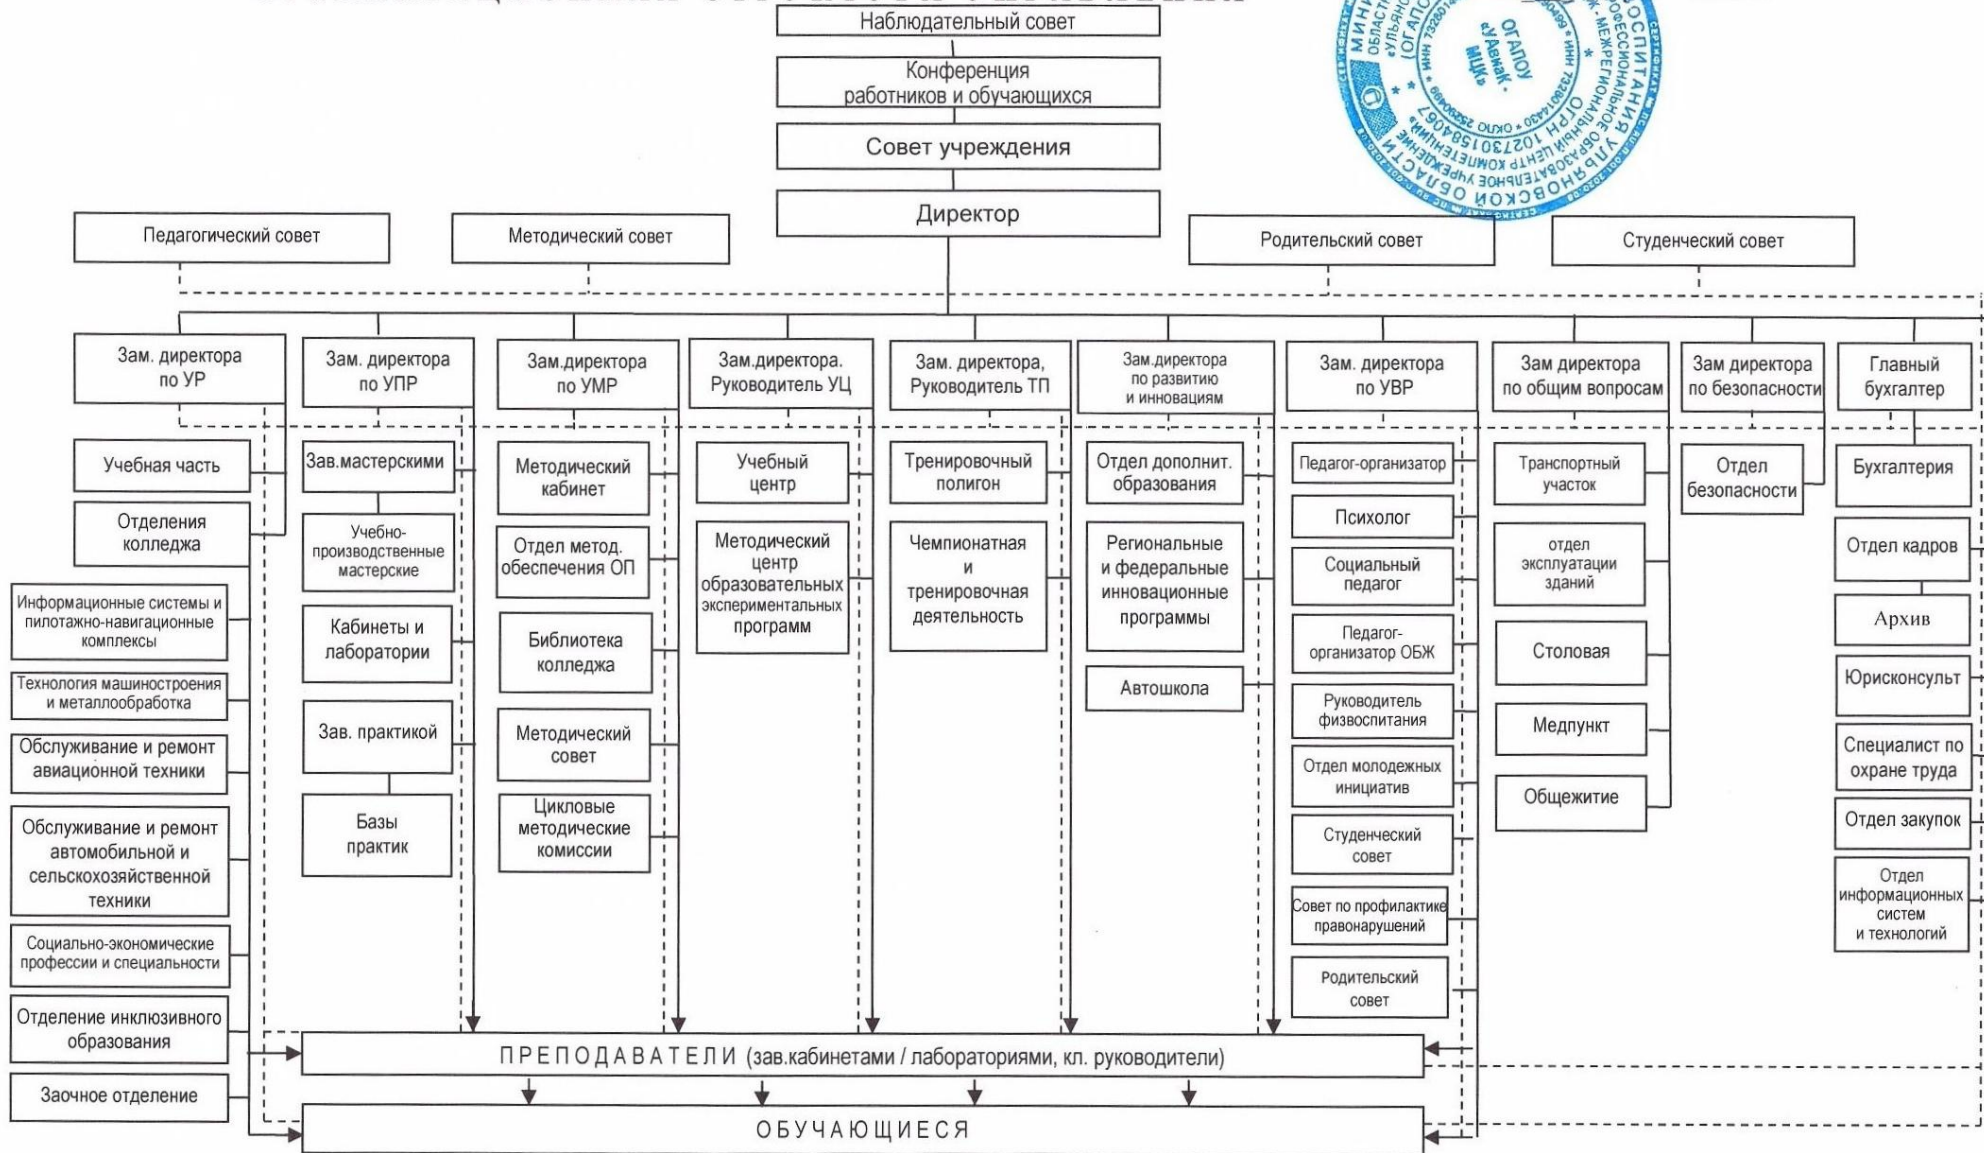 Наблюдательный совет
Конференция
работников и обучающихся
Совет учреждения
Директор
Педагогический совет
Методический совет
Родительский совет
Студенческий совет
ОГАПОУ
«УАвиаК -
МЦК»
Зам. директора
по УР
Зам. директора
по УПР
Зам.директора
по УМР
Зам.директора.
Руководитель УЦ
Зам. директора,
Руководитель ТП
Зам.директора
по развитию
и инновациям
Зам. директора
по УВР
Зам директора
по общим вопросам
Зам директора
по безопасности
Главный
бухгалтер
Учебная часть
Отделения
колледжа
Информационные системы и
пилотажно-навигационные
комплексы
Технология машиностроения
и металлообработка
Обслуживание и ремонт
авиационной техники
Обслуживание и ремонт
автомобильной и
сельскохозяйственной
техники
Социально-экономические
профессии и специальности
Отделение инклюзивного
образования
Заочное отделение
Зав.мастерскими
Учебно-
производственные
мастерские
Кабинеты и
лаборатории
Зав. практикой
Базы
практик
Методический
кабинет
Отдел метод.
обеспечения ОП
Библиотека
колледжа
Методический
совет
Цикловые
методические
комиссии
Учебный
центр
Методический
центр
образовательных
экспериментальных
программ
Тренировочный
полигон
Чемпионатная
и
тренировочная
деятельность
Отдел дополнит.
образования
Региональные
и федеральные
инновационные
программы
Автошкола
Педагог-организатор
Психолог
Социальный
педагог
Педагог-
организатор ОБЖ
Руководитель
физвоспитания
Отдел молодежных
инициатив
Студенческий
совет
Совет по профилактике
правонарушений
Родительский
совет
Транспортный
участок
отдел
эксплуатации
зданий
Столовая
Медпункт
Общежитие
Отдел
безопасности
Бухгалтерия
Отдел кадров
Архив
Юрисконсульт
Специалист по
охране труда
Отдел закупок
Отдел
информационных
систем
и технологий
ПРЕПОДАВАТЕЛИ (зав.кабинетами / лабораториями, кл. руководители)
ОБУЧАЮЩИЕСЯ